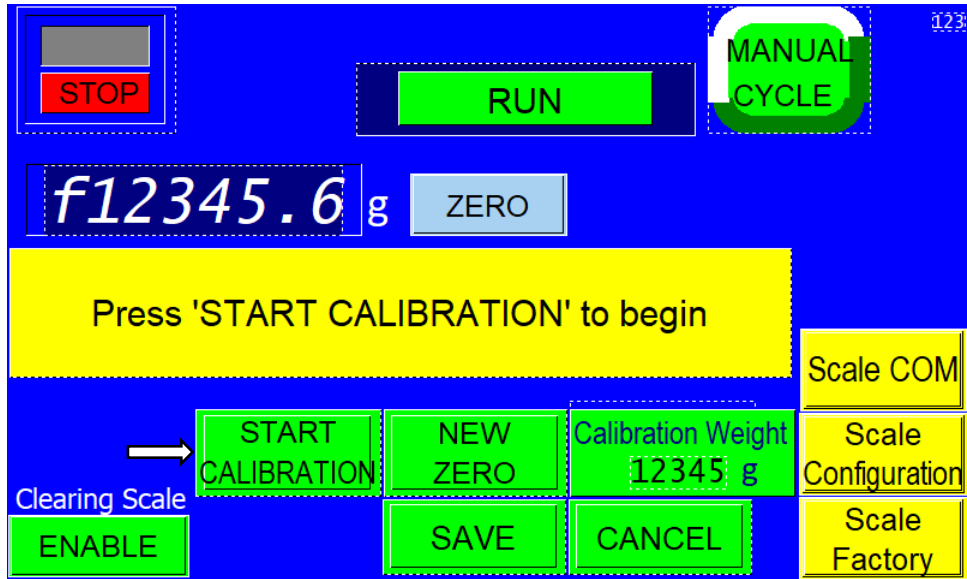 123
MANUAL
CYCLE
STOP
RUN
f12345.6 g
ZERO
Press 'START CALIBRATION' to begin
Scale COM
START
CALIBRATION
NEW
ZERO
Calibration Weight
12345 g
Scale
Configuration
Clearing Scale
ENABLE
SAVE
CANCEL
Scale
Factory